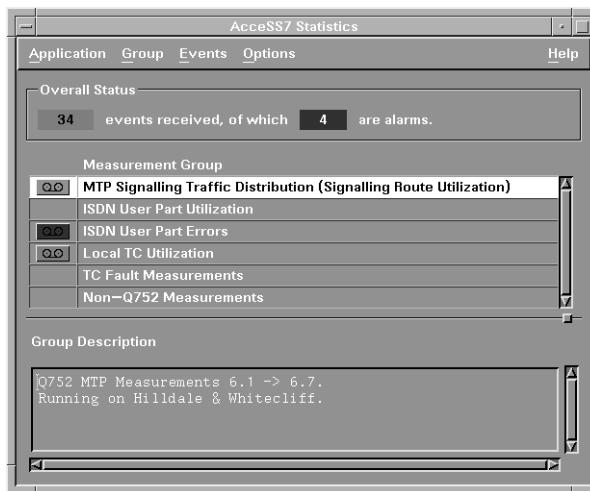 AcceSS7 Statistics
Application Group Events Options Help
Overall Status
34 events received, of which 4 are alarms.
Measurement Group
MTP Signalling Traffic Distribution (Signalling Route Utilization)
ISDN User Part Utilization
ISDN User Part Errors
Local TC Utilization
TC Fault Measurements
Non-Q752 Measurements
Group Description
Q752 MTP Measurements 6.1 -> 6.7.
Running on Hilldale & Whitecliff.